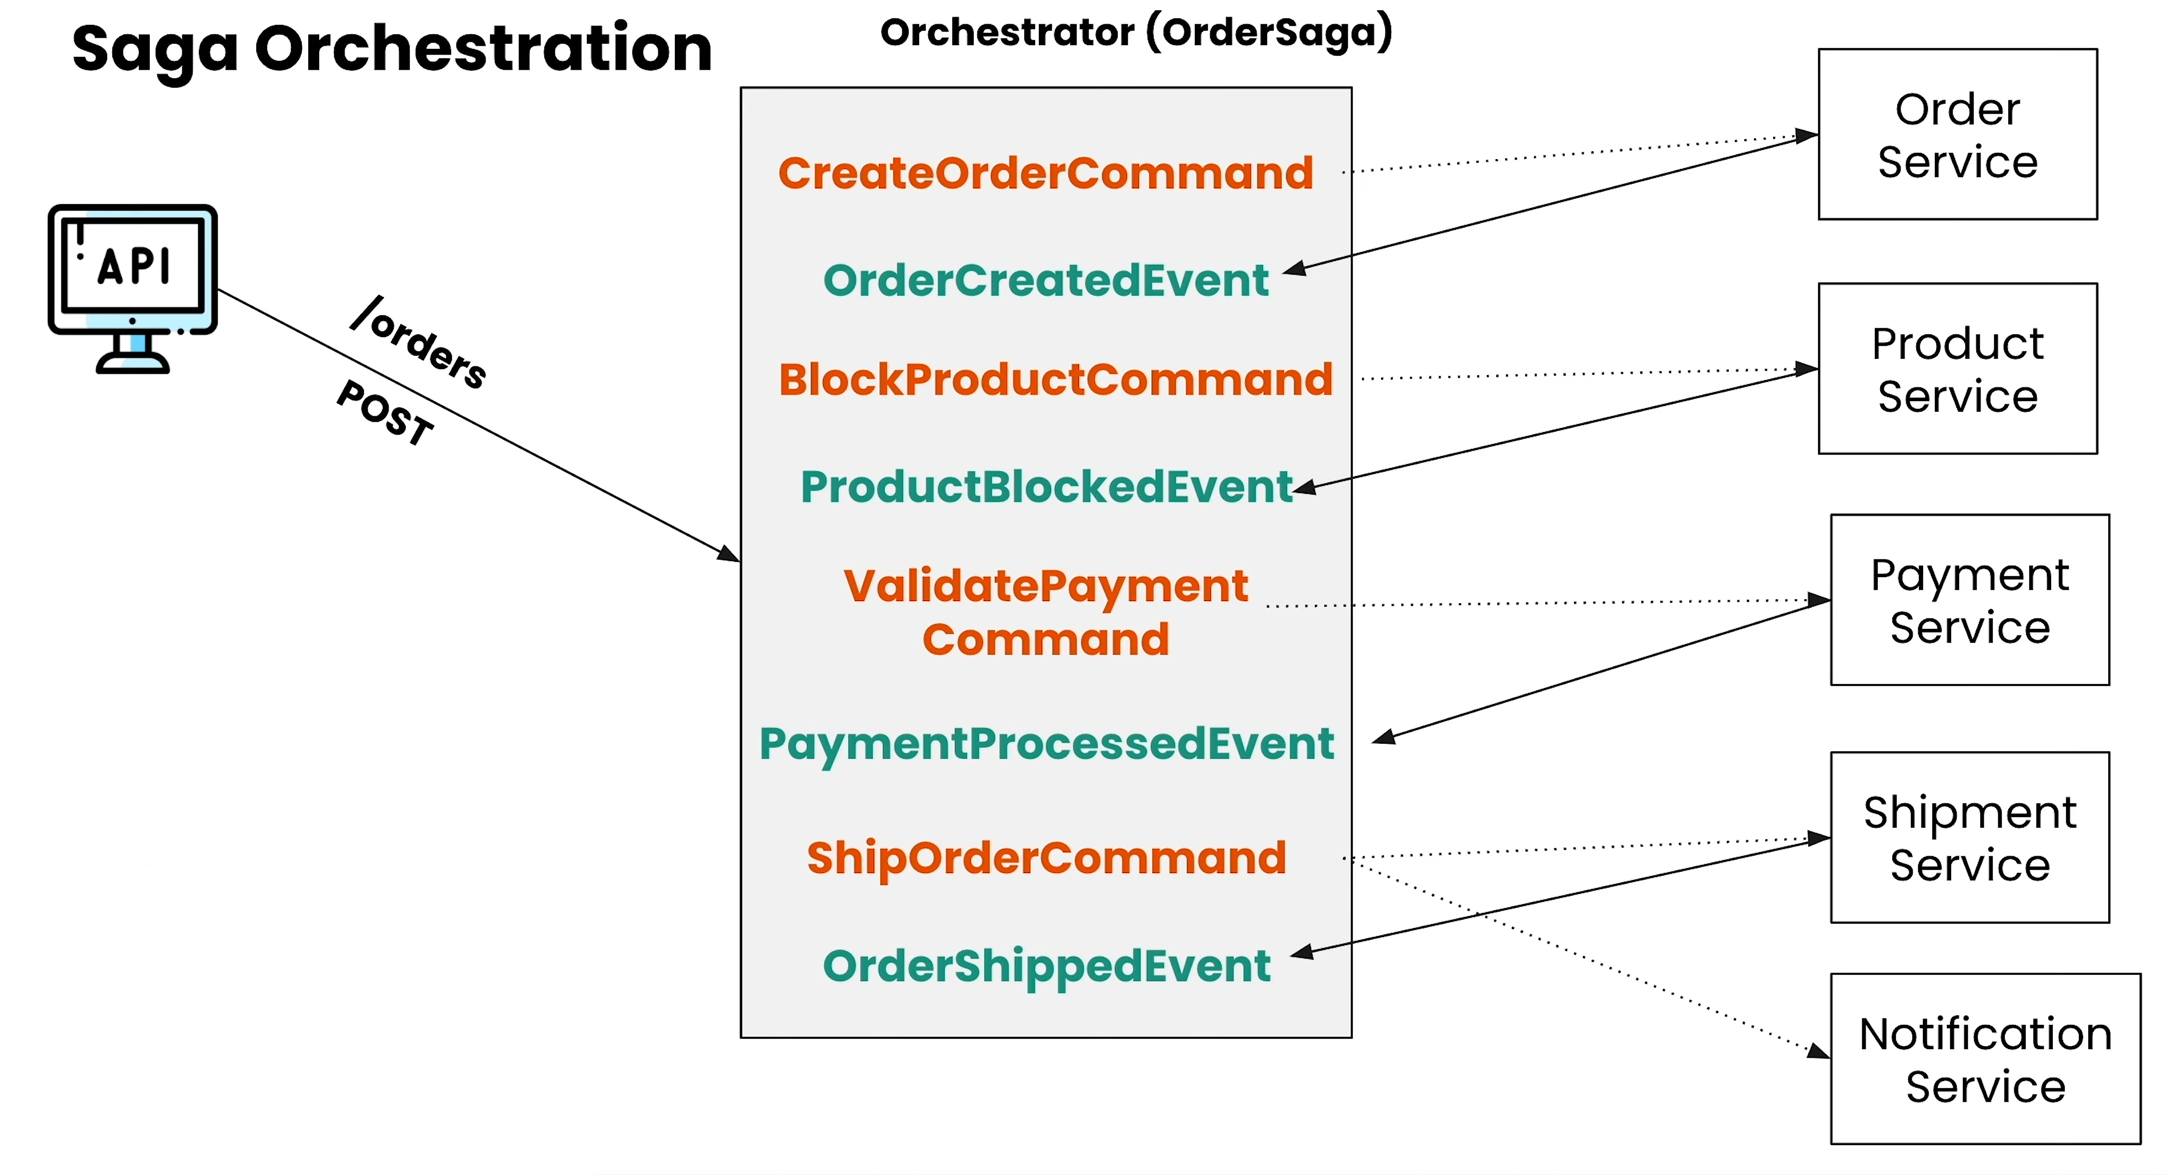 Saga Orchestration
Orchestrator (OrderSaga)
API
/orders
POST
CreateOrderCommand
OrderCreatedEvent
BlockProductCommand
ProductBlockedEvent
ValidatePayment
Command
PaymentProcessedEvent
ShipOrderCommand
OrderShippedEvent
Order
Service
Product
Service
Payment
Service
Shipment
Service
Notification
Service